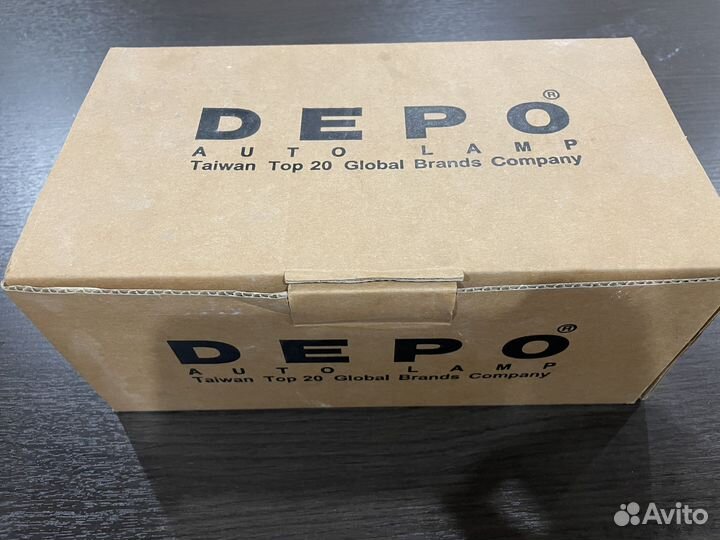 DEPO®
AUTO LAMP
Taiwan Top 20 Global Brands Company
DEPO®
AUTO LAMP
Taiwan Top 20 Global Brands Company
Avito